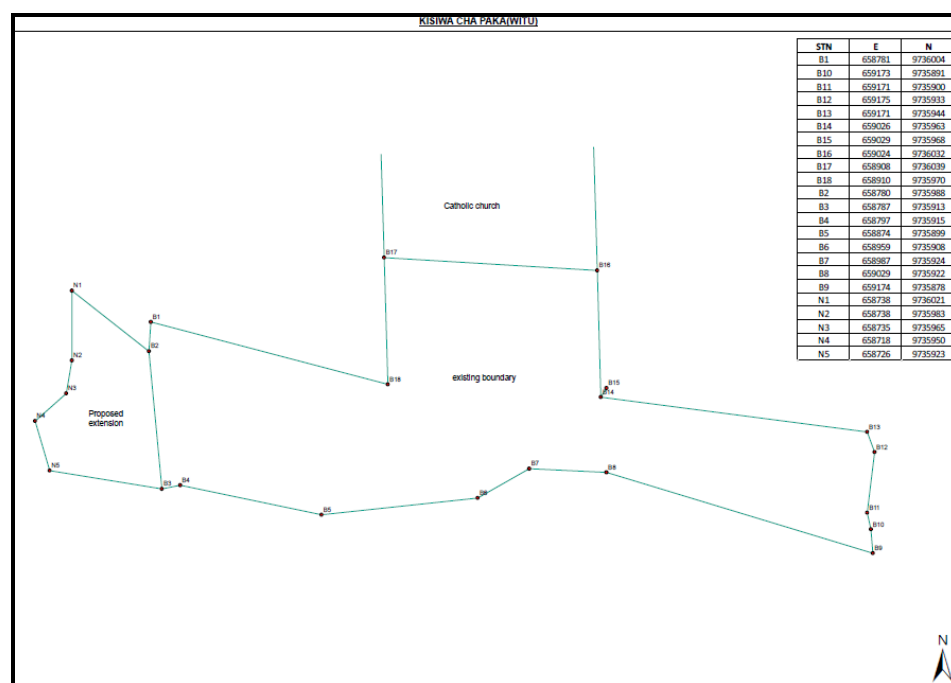 KISIWA CHA PAKA(WITU)
STN E N
B1 658781 9736004
B10 659173 9735891
B11 659171 9735900
B12 659175 9735933
B13 659171 9735944
B14 659026 9735963
B15 659029 9735968
B16 659024 9736032
B17 658908 9736039
B18 658910 9735970
B2 658780 9735988
B3 658787 9735913
B4 658797 9735915
B5 658874 9735899
B6 658959 9735908
B7 658987 9735924
B8 659029 9735922
B9 659174 9735878
N1 658738 9736021
N2 658738 9735983
N3 658735 9735965
N4 658718 9735950
N5 658726 9735923
Catholic church
B17
B16
N1
B1
B2
N2
B18
existing boundary
B15
B14
N3
Proposed
extension
N4
B13
B12
N5
B7
B8
B3
B4
B6
B5
B11
B10
B9
N